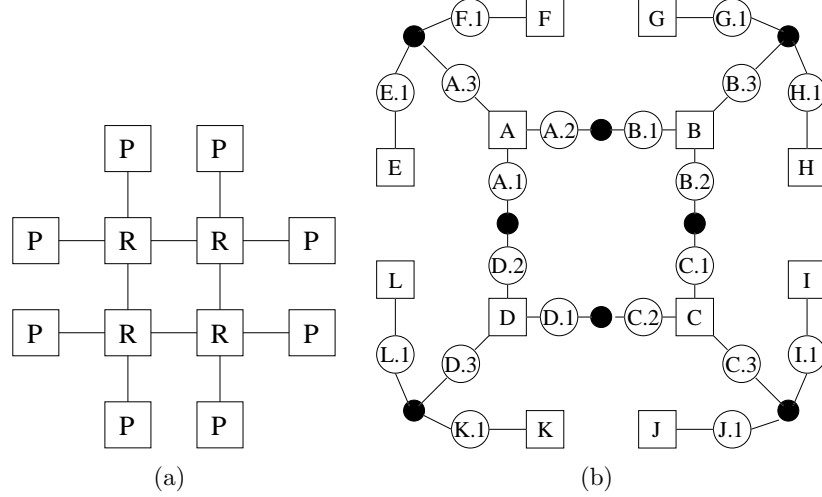 P P
P R R P
P R R P
P P
(a)
F.1 F G G.1
E.1 A.3 B.3 H.1
A A.2 B.1 B
E A.1 B.2 H
L D.2 C.1 I
D D.1 C.2 C
L.1 D.3 C.3 I.1
K.1 K J J.1
(b)